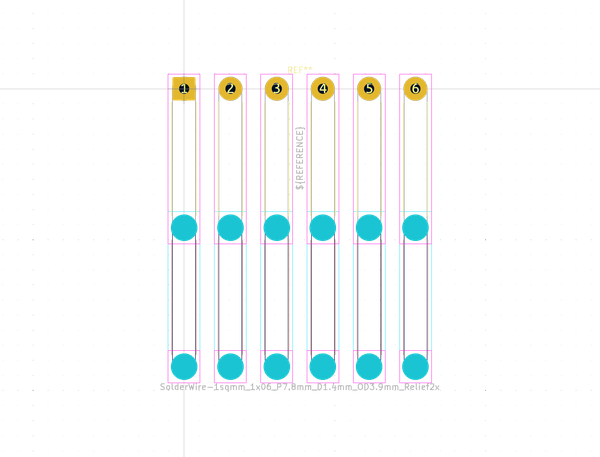 REF**
1 2 3 4 5 6
${REFERENCE}
SolderWire-1sqmm_1x06_P7.8mm_D1.4mm_OD3.9mm_Relief2x